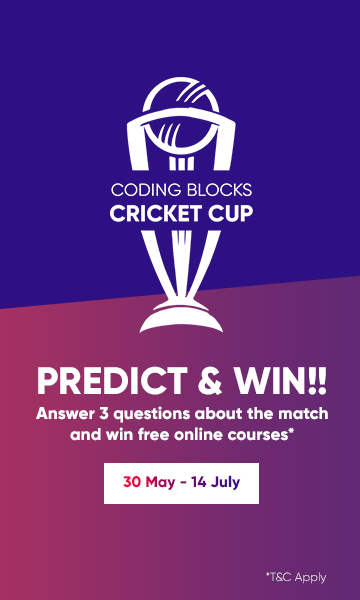 CODING BLOCKS
CRICKET CUP
PREDICT & WIN!!
Answer 3 questions about the match
and win free online courses*
30 May - 14 July
*T&C Apply